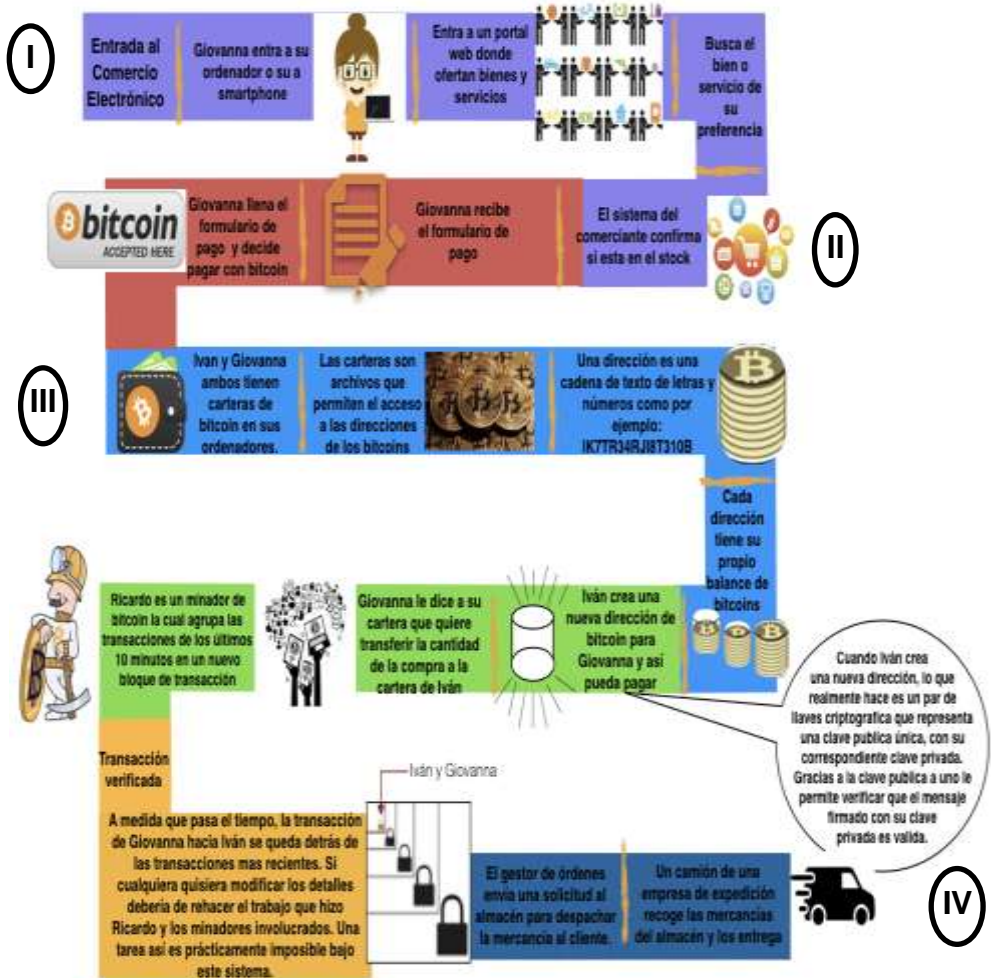 I
Entrada al
Comercio
Electrónico
Giovanna entra a su
ordenador o su a
smartphone
Entra a un portal
web donde
ofertan bienes y
servicios
Busca el
bien o
servicio de
su
preferencia
II
El sistema del
comerciante confirma
si esta en el stock
Giovanna recibe
el formulario de
pago
Giovanna llena el
formulario de
pago y decide
pagar con bitcoin
bitcoin
ACCEPTED HERE
III
Ivan y Giovanna
ambos tienen
carteras de
bitcoin en sus
ordenadores.
Las carteras son
archivos que
permiten el acceso
a las direcciones
de los bitcoins
Una dirección es una
cadena de texto de letras y
números como por
ejemplo:
IK7TR34RJI8T310B
Cada
dirección
tiene su
propio
balance de
bitcoins
Iván crea una
nueva dirección de
bitcoin para
Giovanna y así
pueda pagar
Cuando Iván crea
una nueva dirección, lo que
realmente hace es un par de
llaves criptografica que representa
una clave publica única, con su
correspondiente clave privada.
Gracias a la clave publica a uno le
permite verificar que el mensaje
firmado con su clave
privada es valida.
Giovanna le dice a su
cartera que quiere
transferir la cantidad
de la compra a la
cartera de Iván
Ricardo es un minador de
bitcoin la cual agrupa las
transacciones de los últimos
10 minutos en un nuevo
bloque de transacción
Transacción
verificada
A medida que pasa el tiempo, la transacción
de Giovanna hacia Iván se queda detrás de
las transacciones mas recientes. Si
cualquiera quisiera modificar los detalles
debería de rehacer el trabajo que hizo
Ricardo y los minadores involucrados. Una
tarea así es prácticamente imposible bajo
este sistema.
Iván y Giovanna
El gestor de órdenes
envía una solicitud al
almacén para despachar
la mercancía al cliente.
Un camión de una
empresa de expedición
recoge las mercancías
del almacén y los entrega
IV